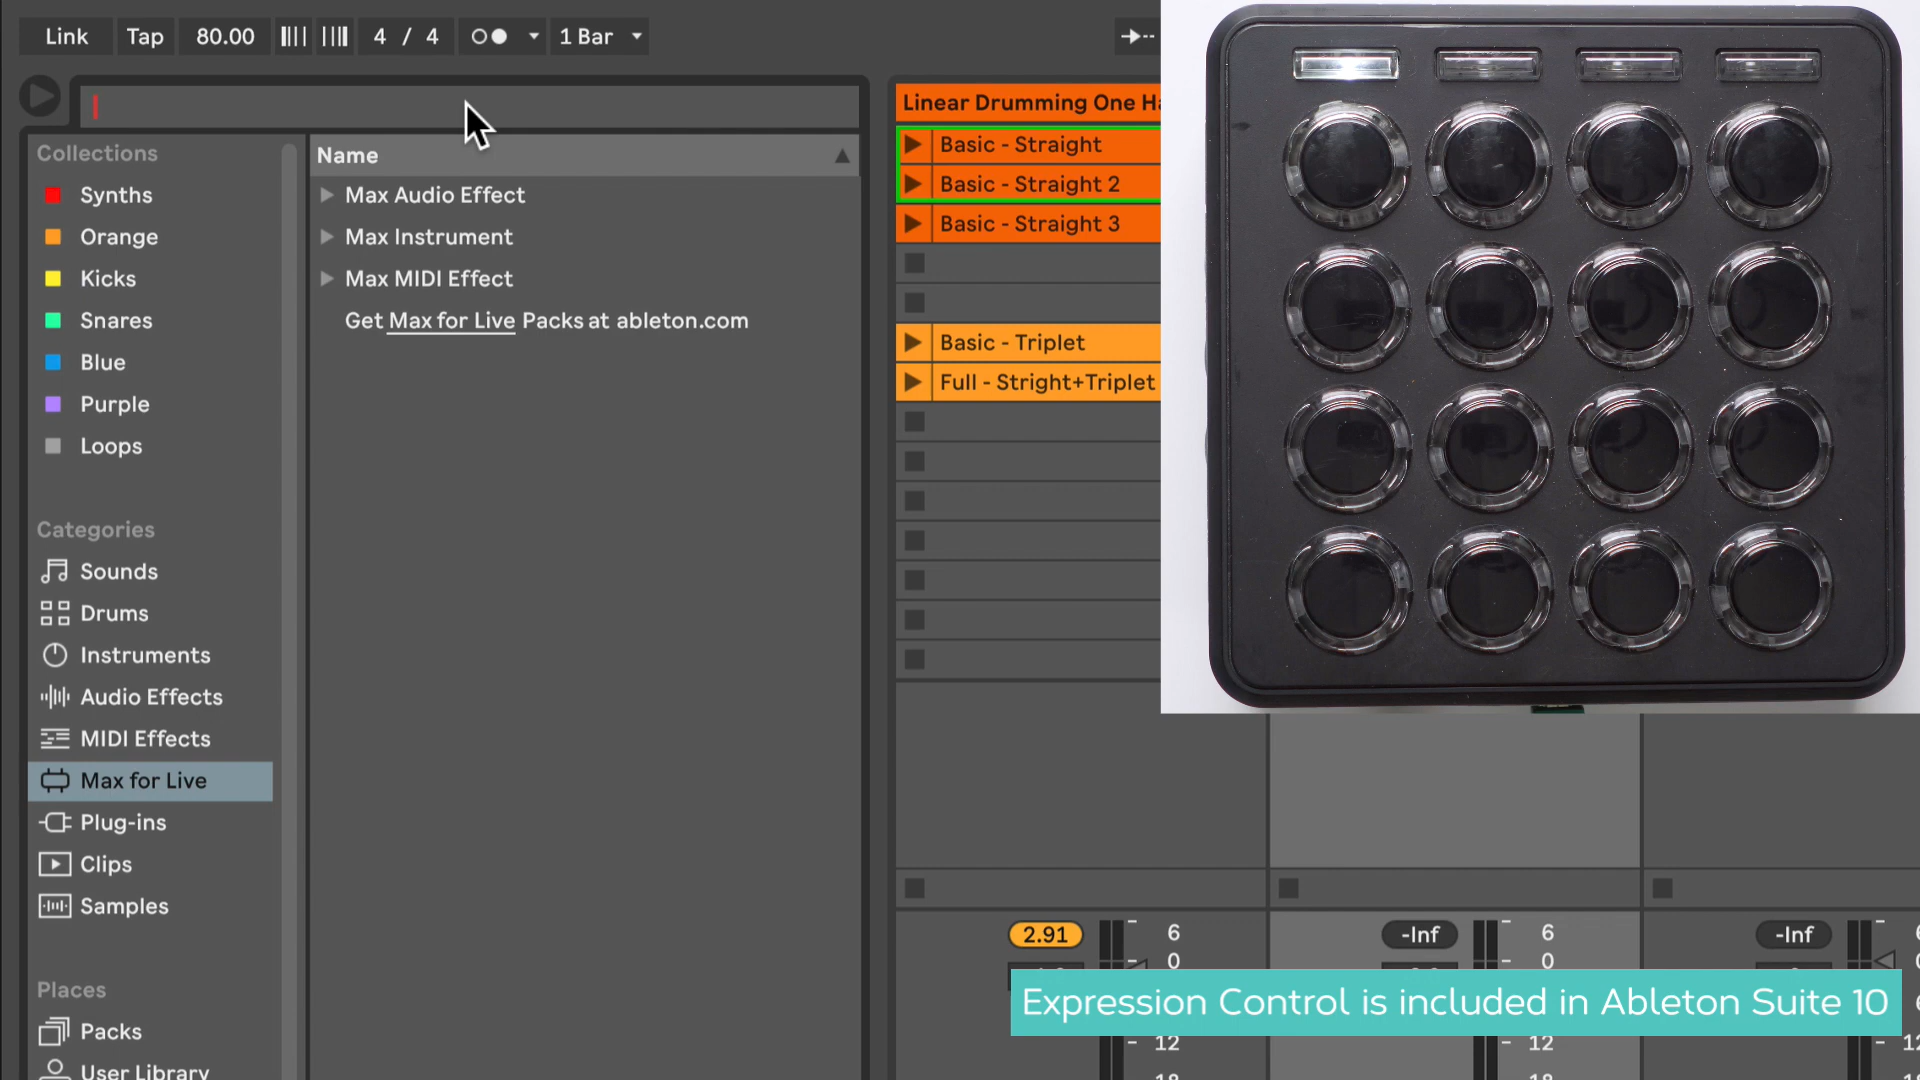 Link Tap 80.00 4 / 4 1 Bar
Linear Drumming One Ha
Collections
Synths
Orange
Kicks
Snares
Blue
Purple
Loops
Categories
Sounds
Drums
Instruments
Audio Effects
MIDI Effects
Max for Live
Plug-ins
Clips
Samples
Places
Packs
User Library
Name
Max Audio Effect
Max Instrument
Max MIDI Effect
Get Max for Live Packs at ableton.com
Basic - Straight
Basic - Straight 2
Basic - Straight 3
Basic - Triplet
Full - Stright+Triplet
2.91 6 -Inf 6 -Inf
0 0
Expression Control is included in Ableton Suite 10
12 12
18 18